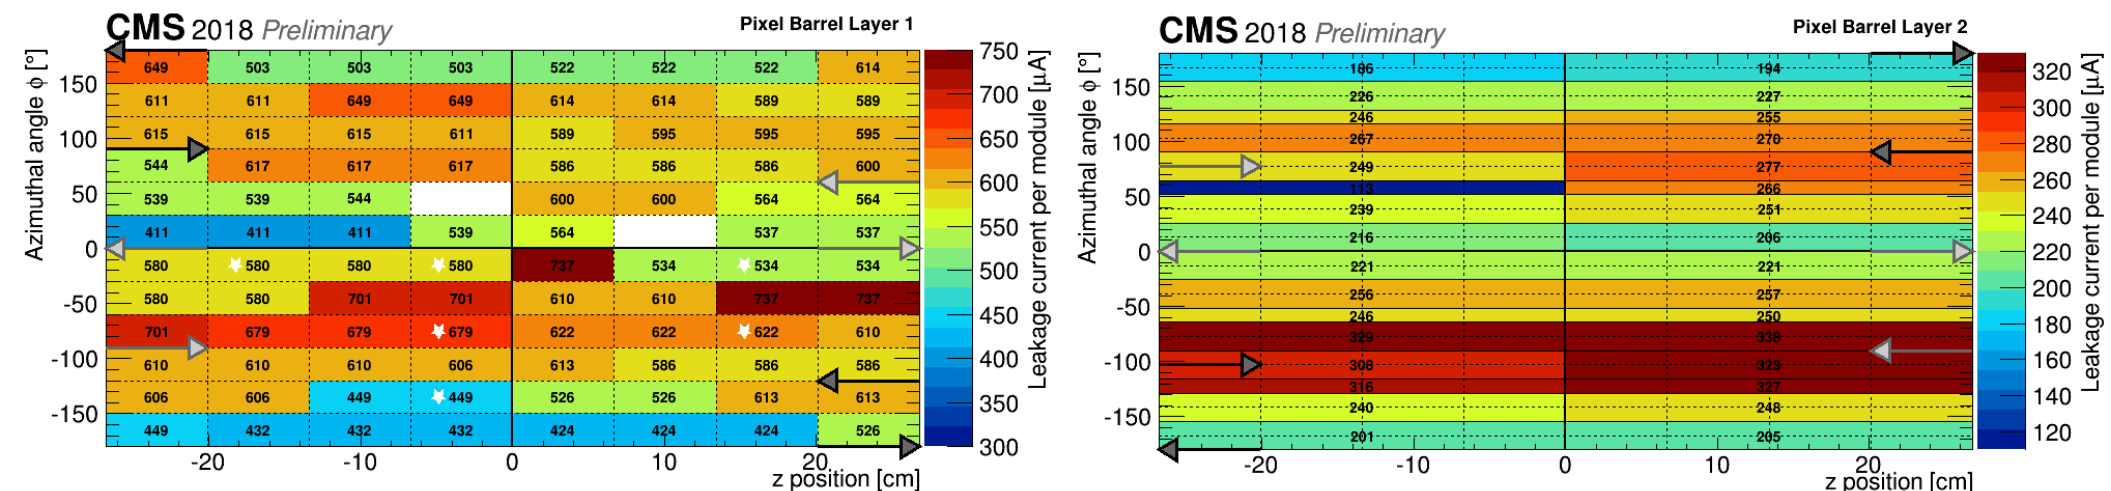 CMS 2018 Preliminary
Pixel Barrel Layer 1
Azimuthal angle ϕ [°]
150
100
50
0
-50
-100
-150
649 503 503 503 522 522 522 614
611 611 649 649 614 614 589 589
615 615 615 611 589 595 595 595
544 617 617 617 586 586 586 600
539 539 544 600 600 564 564
411 411 411 539 564 537 537
580 580 580 580 737 534 534 534
580 580 701 701 610 610 737 737
701 679 679 679 622 622 622 610
610 610 610 606 613 586 586 586
606 606 449 449 526 526 613 613
449 432 432 432 424 424 424 526
-20 -10 0 10 20
z position [cm]
750
700
650
600
550
500
450
400
350
300
Leakage current per module [μA]
CMS 2018 Preliminary
Pixel Barrel Layer 2
Azimuthal angle ϕ [°]
150
100
50
0
-50
-100
-150
186 194
226 227
246 255
267 270
249 277
113 266
239 251
216 206
221 221
256 257
246 250
329 338
308 323
316 327
240 248
201 205
-20 -10 0 10 20
z position [cm]
320
300
280
260
240
220
200
180
160
140
120
Leakage current per module [μA]